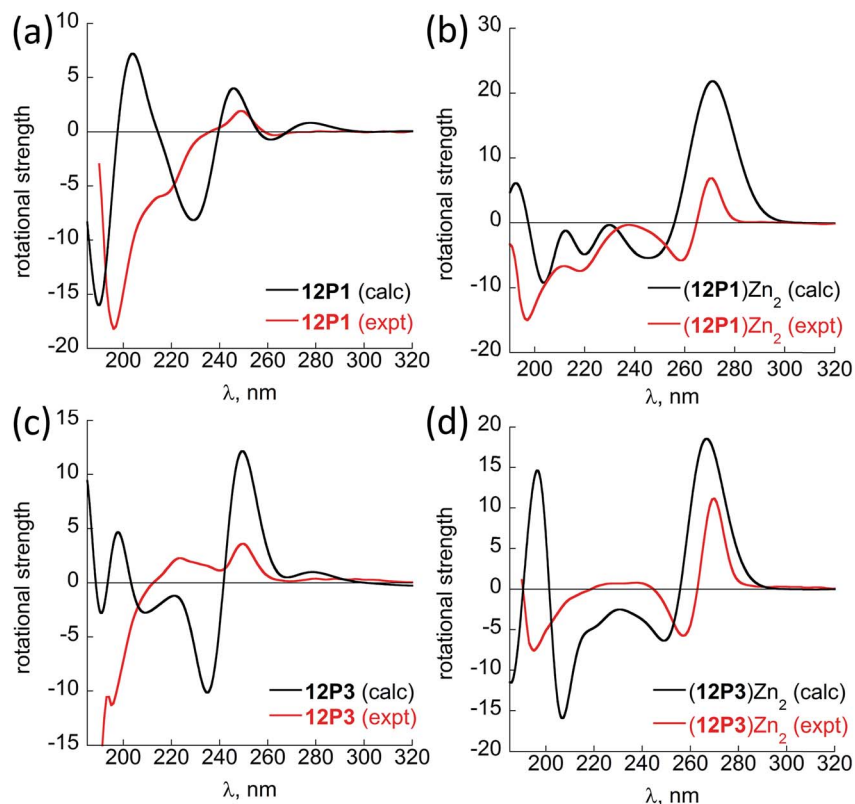 (a)
10
5
0
-5
-10
-15
-20
rotational strength
12P1 (calc)
12P1 (expt)
200 220 240 260 280 300 320
λ, nm
(b)
30
20
10
0
-10
-20
rotational strength
(12P1)Zn2 (calc)
(12P1)Zn2 (expt)
200 220 240 260 280 300 320
λ, nm
(c)
15
10
5
0
-5
-10
-15
rotational strength
12P3 (calc)
12P3 (expt)
200 220 240 260 280 300 320
λ, nm
(d)
20
15
10
5
0
-5
-10
-15
-20
rotational strength
(12P3)Zn2 (calc)
(12P3)Zn2 (expt)
200 220 240 260 280 300 320
λ, nm